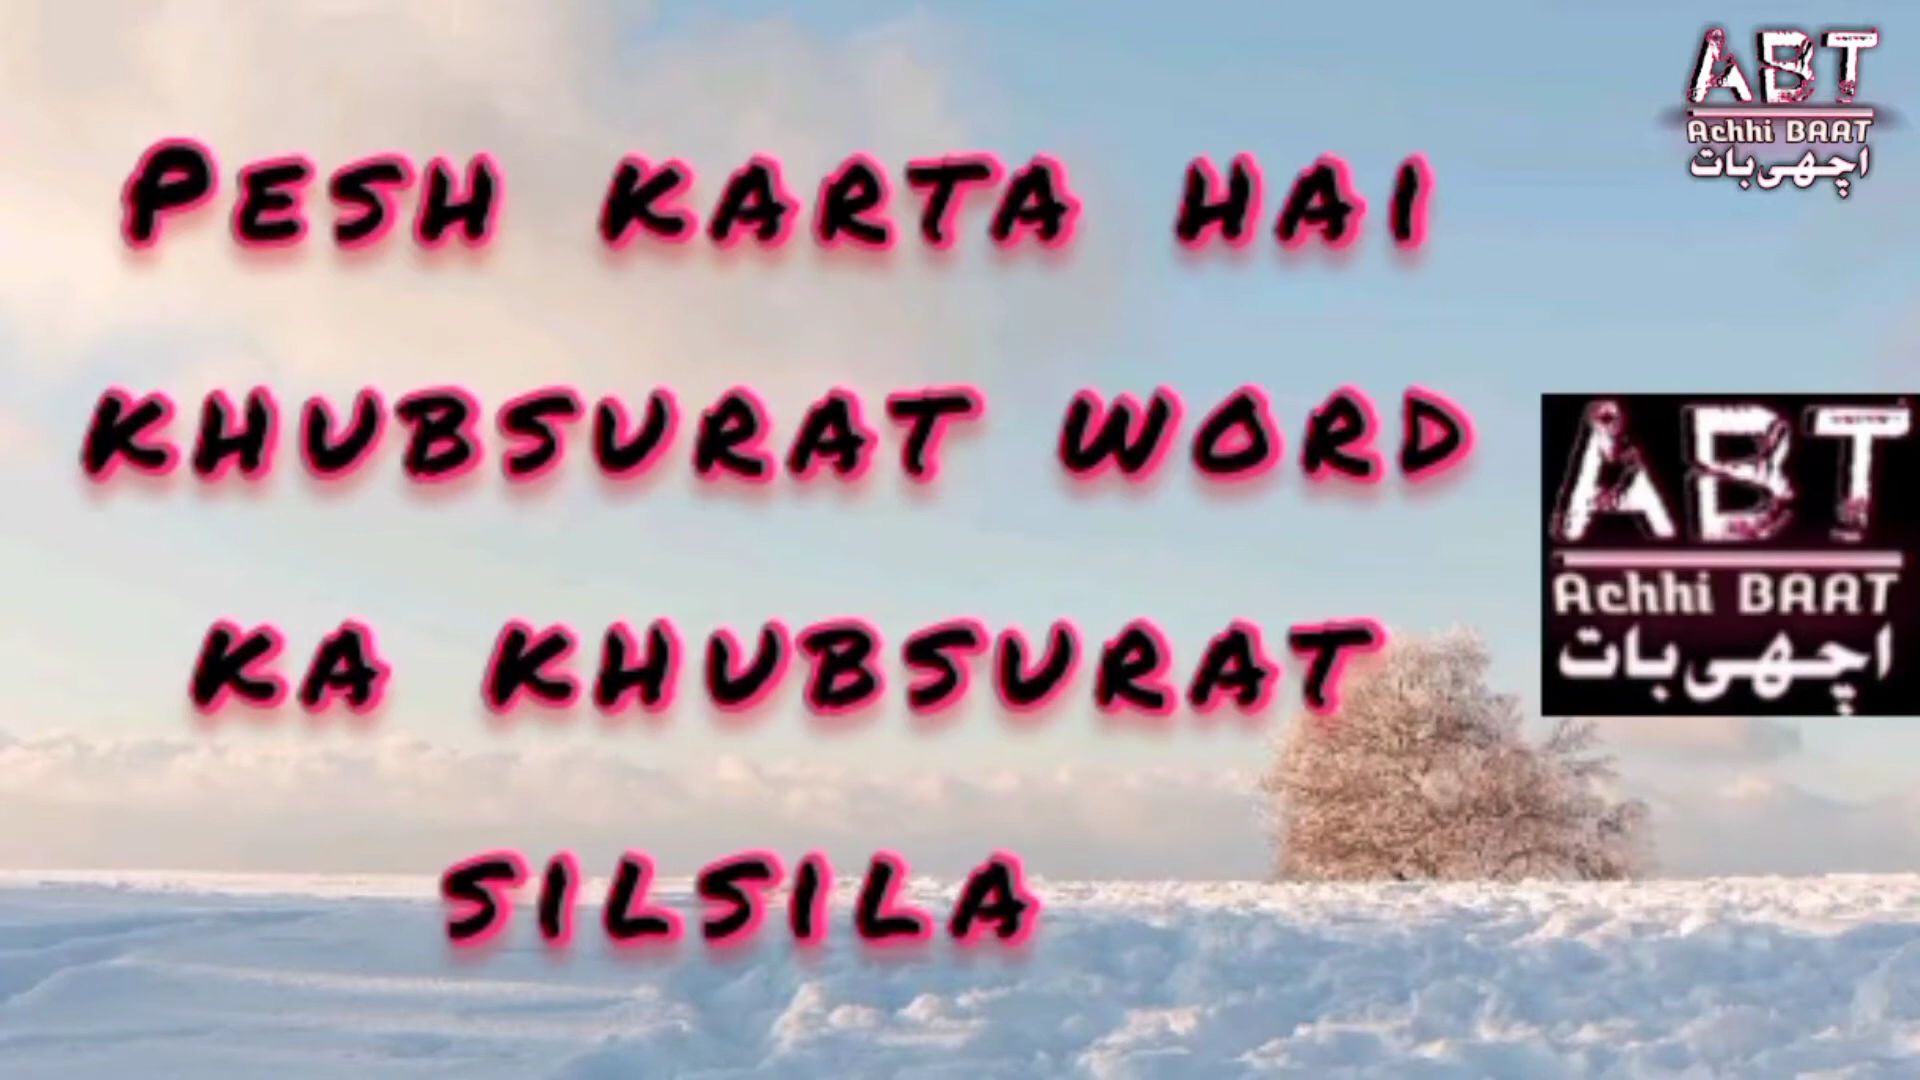 ABT
Achhi BAAT
اچھی بات
PESH KARTA HAI
KHUBSURAT WORD
KA KHUBSURAT
SILSILA
ABT
Achhi BAAT
اچھی بات